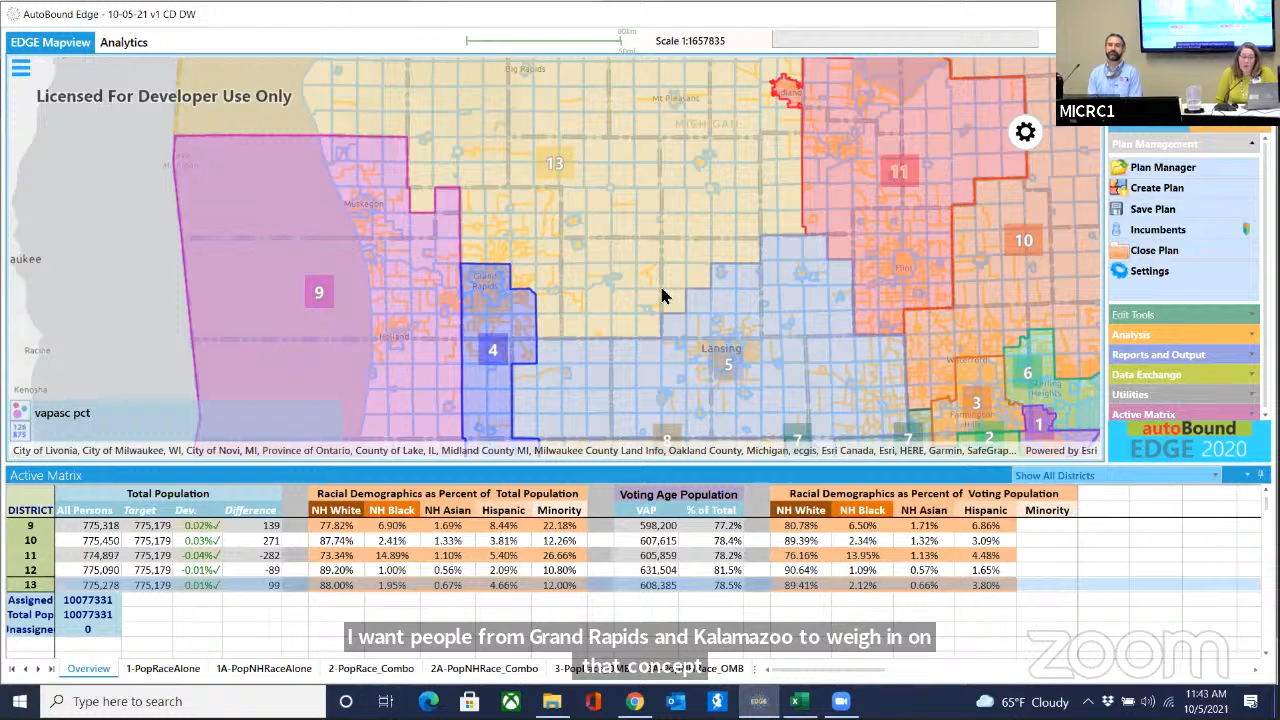 AutoBound Edge - 10-05-21 v1 CD DW
EDGE Mapview Analytics
80km
50mi
Scale 1:1657835
MICRC1
Licensed For Developer Use Only
Big Rapids
Mt Pleasant
MICHIGAN
13
11
10
Muskegon
aukee
9
Grand Rapids
Flint
Holland
4
Lansing
5
Racine
Kenosha
Waterford
6
Sterling Heights
3
Farmington Hills
1
8
7
7
2
vapasc pct
126
875
City of Livonia, City of Milwaukee, WI, City of Novi, MI, Province of Ontario, County of Lake, IL, Midland County MI, Milwaukee County Land Info, Oakland County, Michigan, ecgis, Esri Canada, Esri, HERE, Garmin, SafeGrap... Powered by Esri
Plan Management
Plan Manager
Create Plan
Save Plan
Incumbents
Close Plan
Settings
Edit Tools
Analysis
Reports and Output
Data Exchange
Utilities
Active Matrix
autoBound
EDGE 2020
Active Matrix Show All Districts
Total Population Racial Demographics as Percent of Total Population Voting Age Population Racial Demographics as Percent of Voting Population
DISTRICT All Persons Target Dev. Difference NH White NH Black NH Asian Hispanic Minority VAP % of Total NH White NH Black NH Asian Hispanic Minority
9 775,318 775,179 0.02%✓ 139 77.82% 6.90% 1.69% 8.44% 22.18% 598,200 77.2% 80.78% 6.50% 1.71% 6.86%
10 775,450 775,179 0.03%✓ 271 87.74% 2.41% 1.33% 3.81% 12.26% 607,615 78.4% 89.39% 2.34% 1.32% 3.09%
11 774,897 775,179 -0.04%✓ -282 73.34% 14.89% 1.10% 5.40% 26.66% 605,859 78.2% 76.16% 13.95% 1.13% 4.48%
12 775,090 775,179 -0.01%✓ -89 89.20% 1.00% 0.56% 2.09% 10.80% 631,504 81.5% 90.64% 1.09% 0.57% 1.65%
13 775,278 775,179 0.01%✓ 99 88.00% 1.95% 0.67% 4.66% 12.00% 608,385 78.5% 89.41% 2.12% 0.66% 3.80%
Assigned 10077331
Total Pop 10077331
Unassigne 0
I want people from Grand Rapids and Kalamazoo to weigh in on
that concept
zoom
Overview 1-PopRaceAlone 1A-PopNHRaceAlone 2-PopRace_Combo 2A-PopNHRace_Combo
Type here to search
EDGE
65°F Cloudy
11:43 AM
10/5/2021